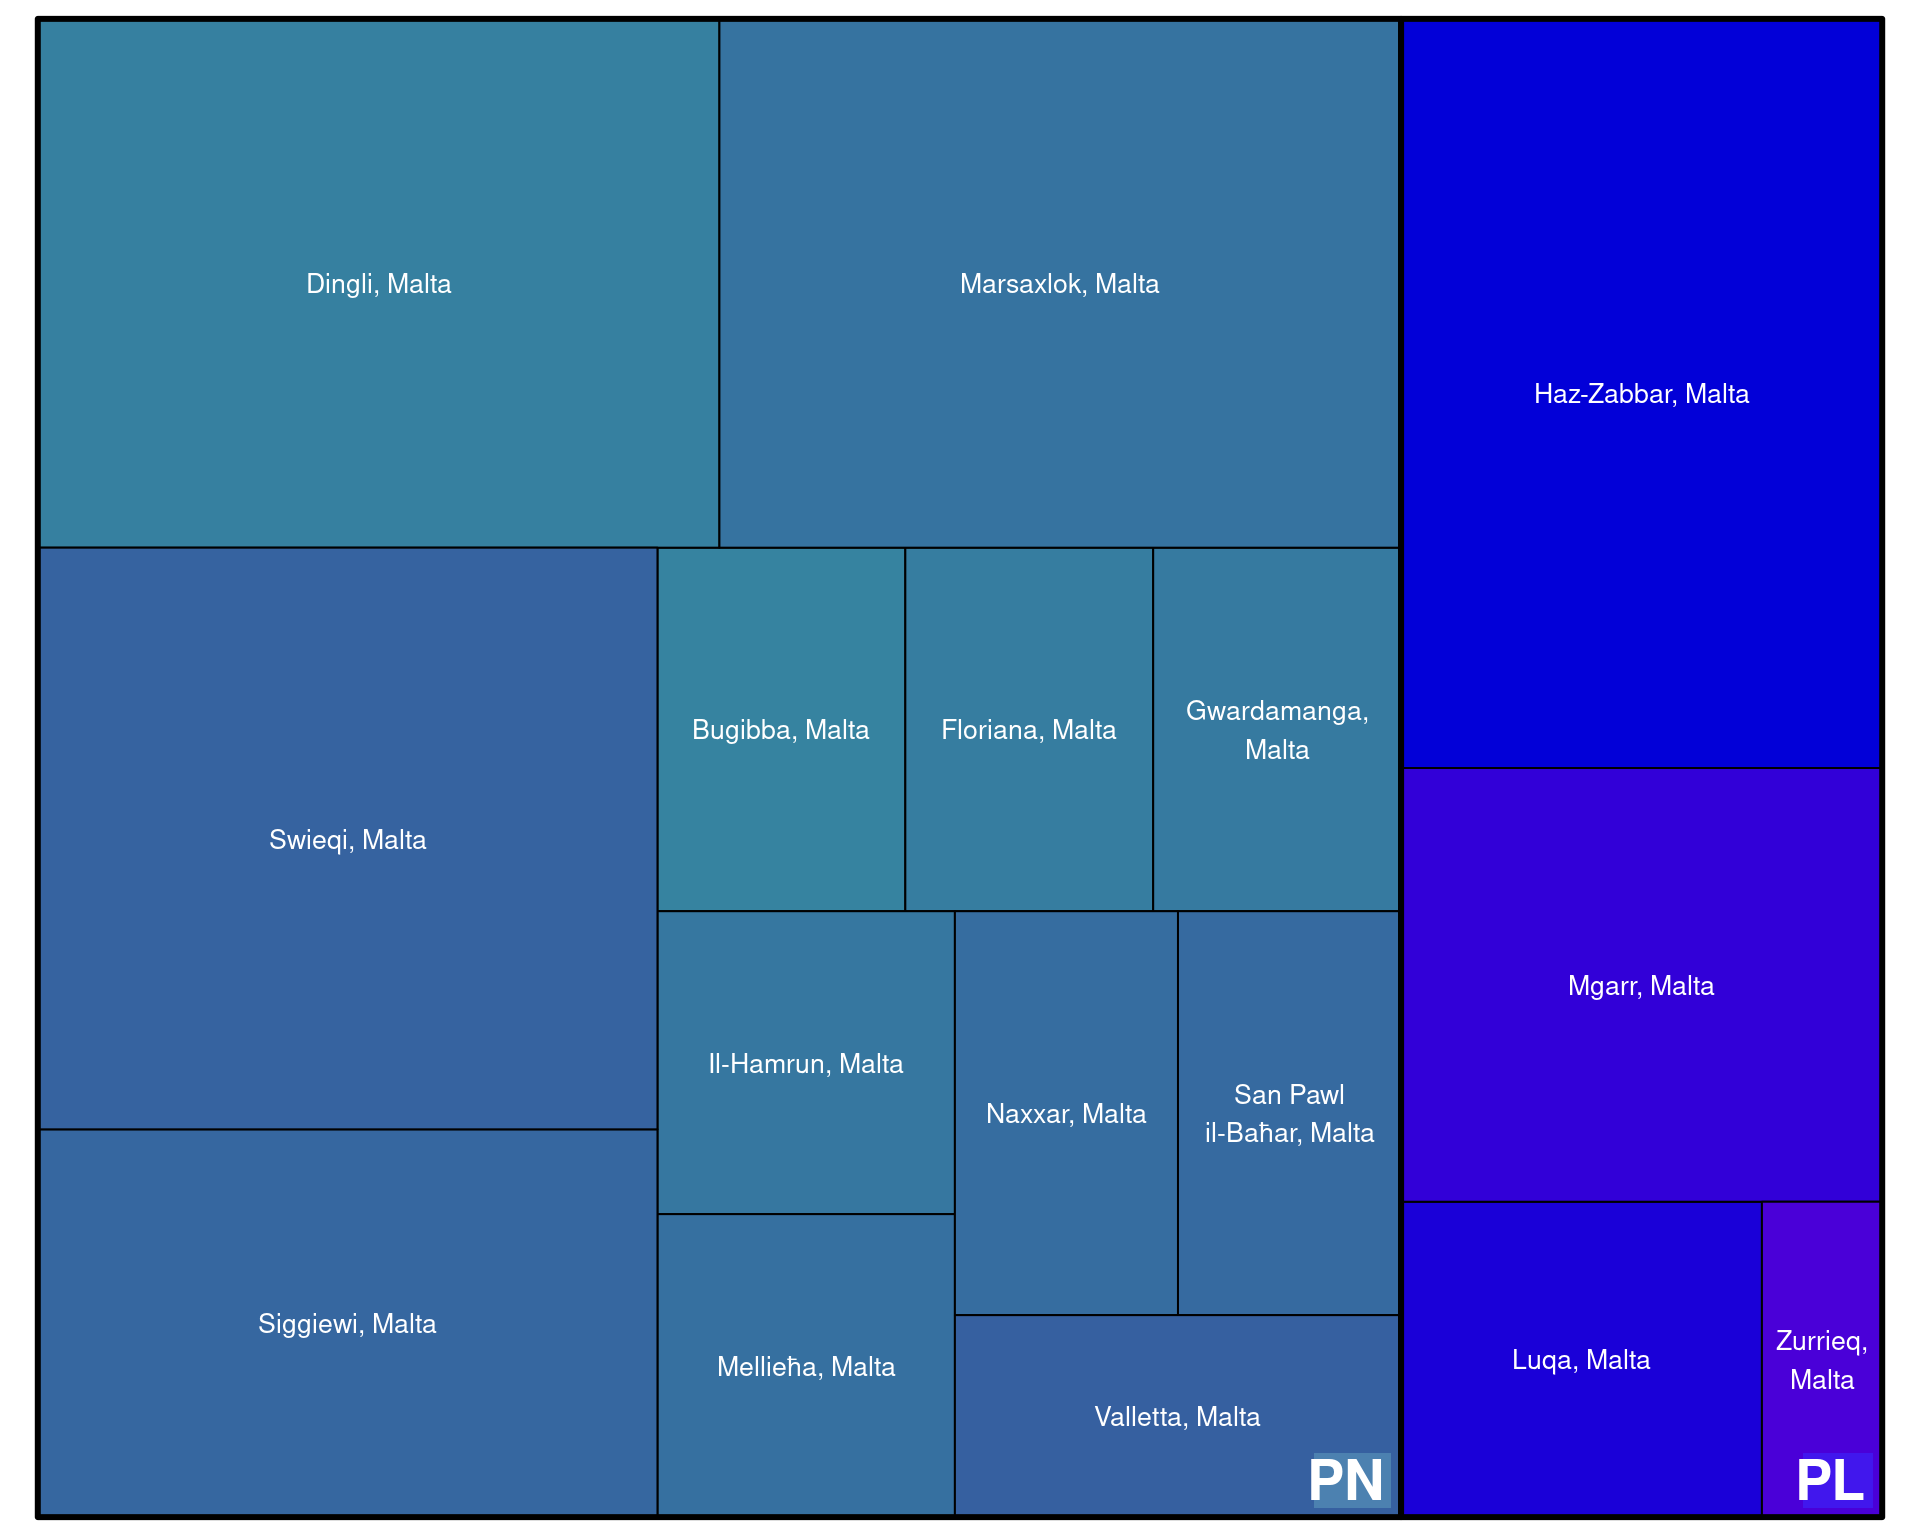 Dingli, Malta
Marsaxlok, Malta
Haz-Zabbar, Malta
Swieqi, Malta
Bugibba, Malta
Floriana, Malta
Gwardamanga,
Malta
Il-Hamrun, Malta
Naxxar, Malta
San Pawl
il-Baħar, Malta
Mgarr, Malta
Siggiewi, Malta
Mellieħa, Malta
Valletta, Malta
PN
Luqa, Malta
Zurrieq,
Malta
PL